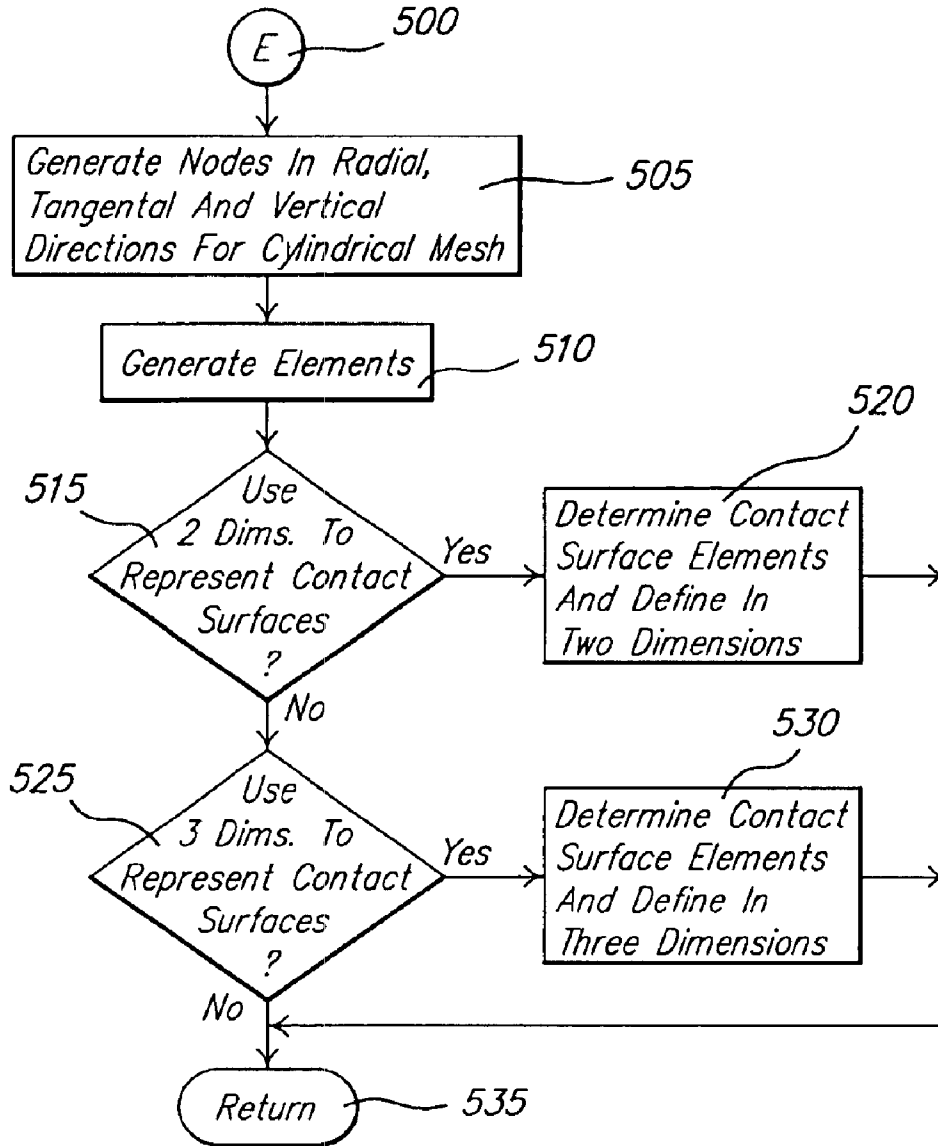 E
500
Generate Nodes In Radial,
Tangental And Vertical
Directions For Cylindrical Mesh
505
Generate Elements
510
515
Use
2 Dims. To
Represent Contact
Surfaces
?
Yes
No
520
Determine Contact
Surface Elements
And Define In
Two Dimensions
525
Use
3 Dims. To
Represent Contact
Surfaces
?
Yes
No
530
Determine Contact
Surface Elements
And Define In
Three Dimensions
Return
535